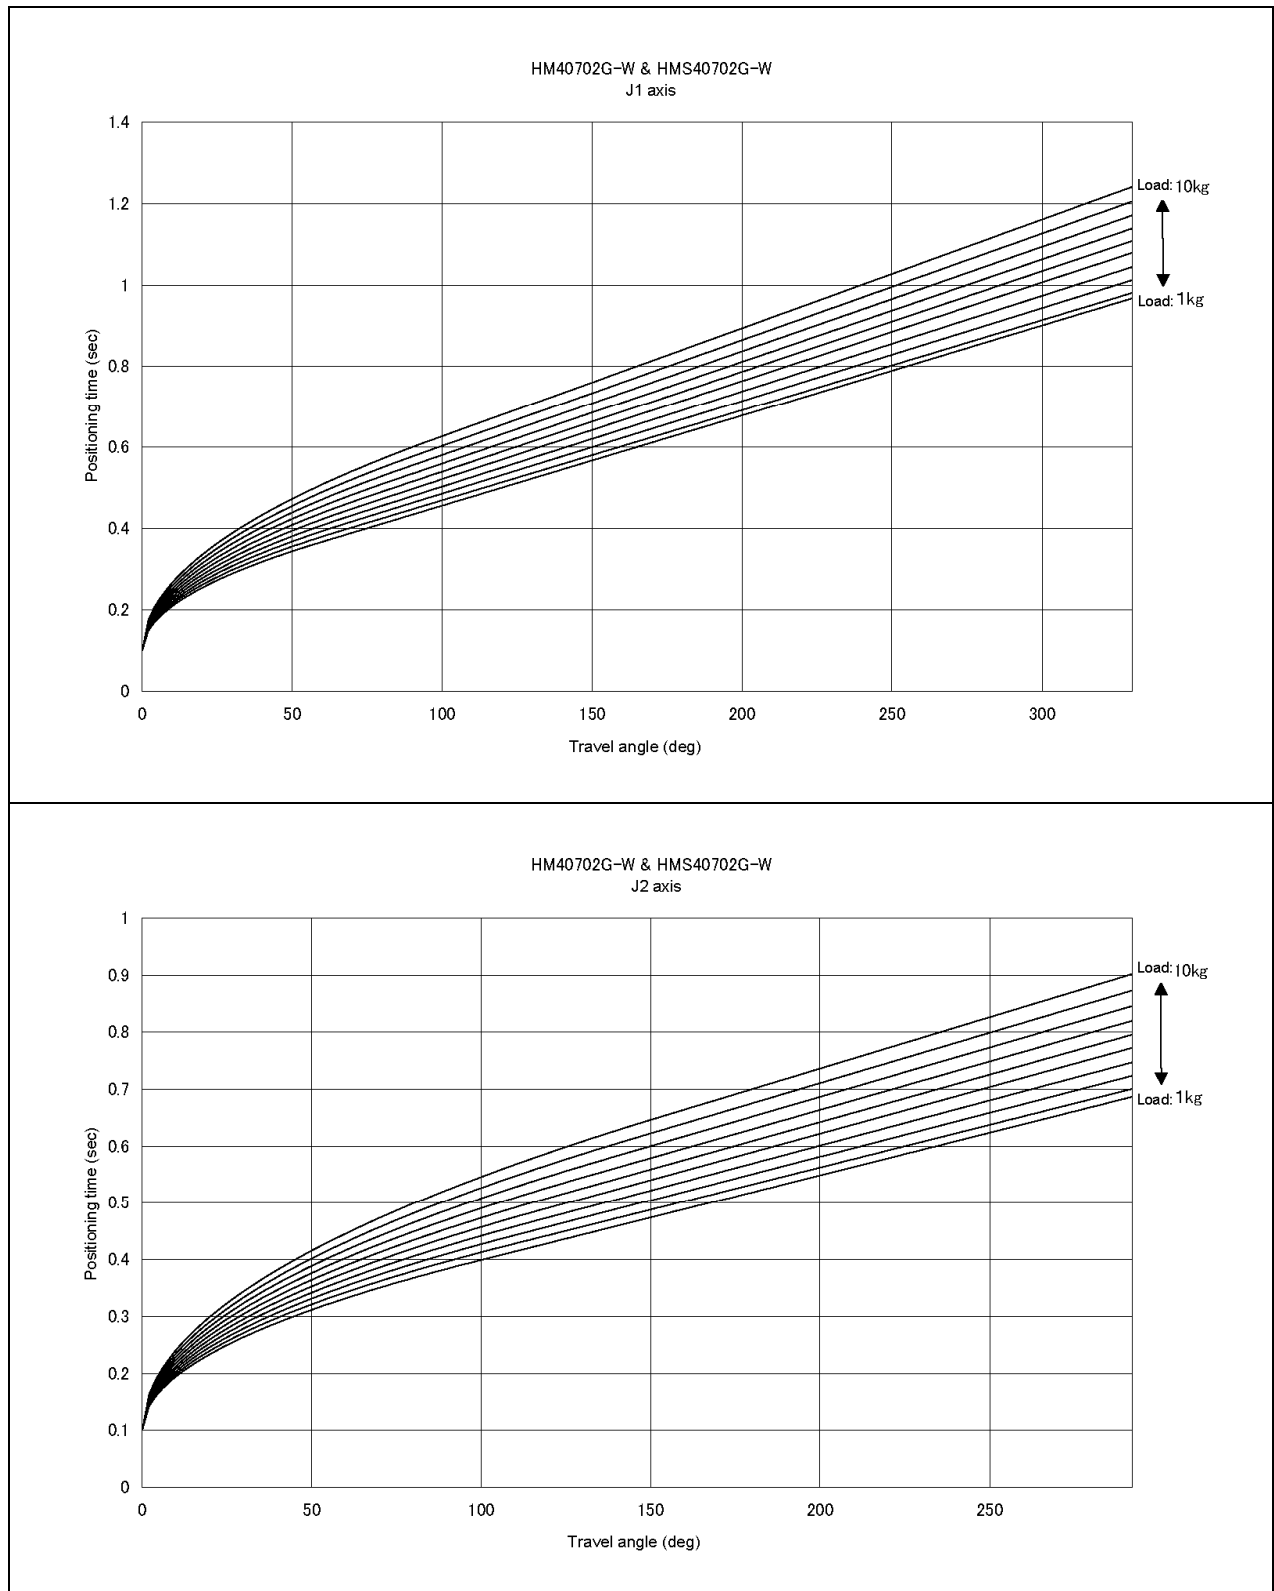 HM40702G-W & HMS40702G-W
J1 axis
1.4
1.2
1
0.8
0.6
0.4
0.2
0
Positioning time (sec)
0 50 100 150 200 250 300
Travel angle (deg)
Load: 10kg
Load: 1kg
HM40702G-W & HMS40702G-W
J2 axis
1
0.9
0.8
0.7
0.6
0.5
0.4
0.3
0.2
0.1
0
Positioning time (sec)
0 50 100 150 200 250
Travel angle (deg)
Load: 10kg
Load: 1kg